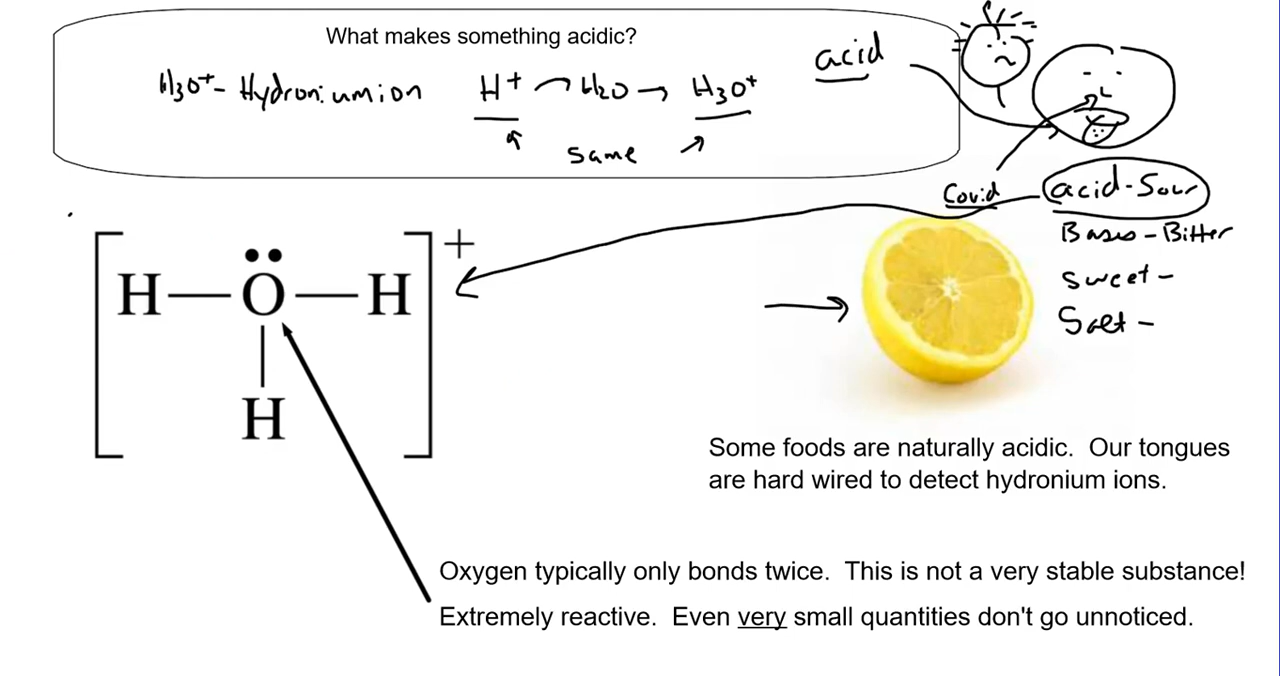 What makes something acidic?
acid
H3O+ - Hydronium ion H+ → H2O → H3O+
same
Covid
acid - Sour
Bases - Bitter
Sweet -
Salt -
[H—O—H]+
H
Some foods are naturally acidic. Our tongues
are hard wired to detect hydronium ions.
Oxygen typically only bonds twice. This is not a very stable substance!
Extremely reactive. Even very small quantities don't go unnoticed.